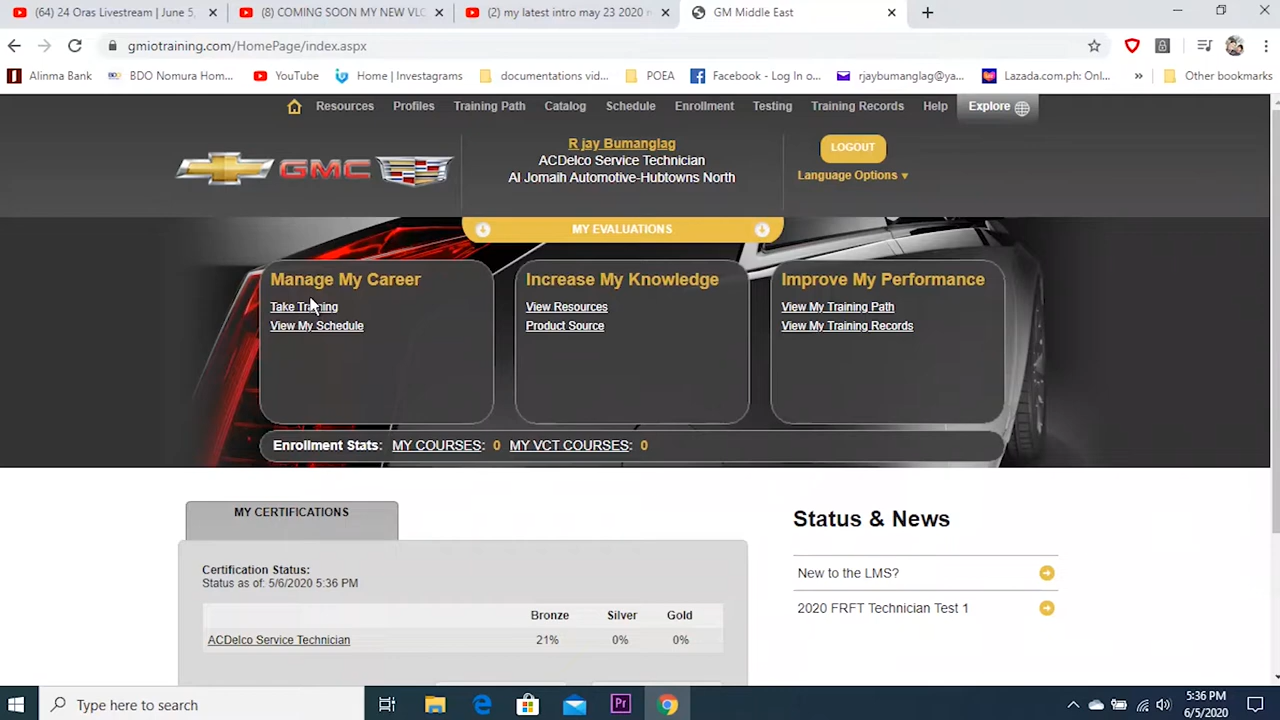 (64) 24 Oras Livestream | June 5,
(8) COMING SOON MY NEW VLO
(2) my latest intro may 23 2020 r
GM Middle East
gmiotraining.com/HomePage/index.aspx
Alinma Bank
BDO Nomura Hom...
YouTube
Home | Investagrams
documentations vid...
POEA
Facebook - Log In o...
rjaybumanglag@ya...
Lazada.com.ph: Onl...
»
Other bookmarks
Resources Profiles Training Path Catalog Schedule Enrollment Testing Training Records Help Explore
GMC
R jay Bumanglag
ACDelco Service Technician
Al Jomaih Automotive-Hubtowns North
LOGOUT
Language Options
MY EVALUATIONS
Manage My Career
Take Training
View My Schedule
Increase My Knowledge
View Resources
Product Source
Improve My Performance
View My Training Path
View My Training Records
Enrollment Stats: MY COURSES: 0 MY VCT COURSES: 0
MY CERTIFICATIONS
Certification Status:
Status as of: 5/6/2020 5:36 PM
Bronze Silver Gold
ACDelco Service Technician 21% 0% 0%
Status & News
New to the LMS?
2020 FRFT Technician Test 1
Type here to search
Pr
5:36 PM
6/5/2020